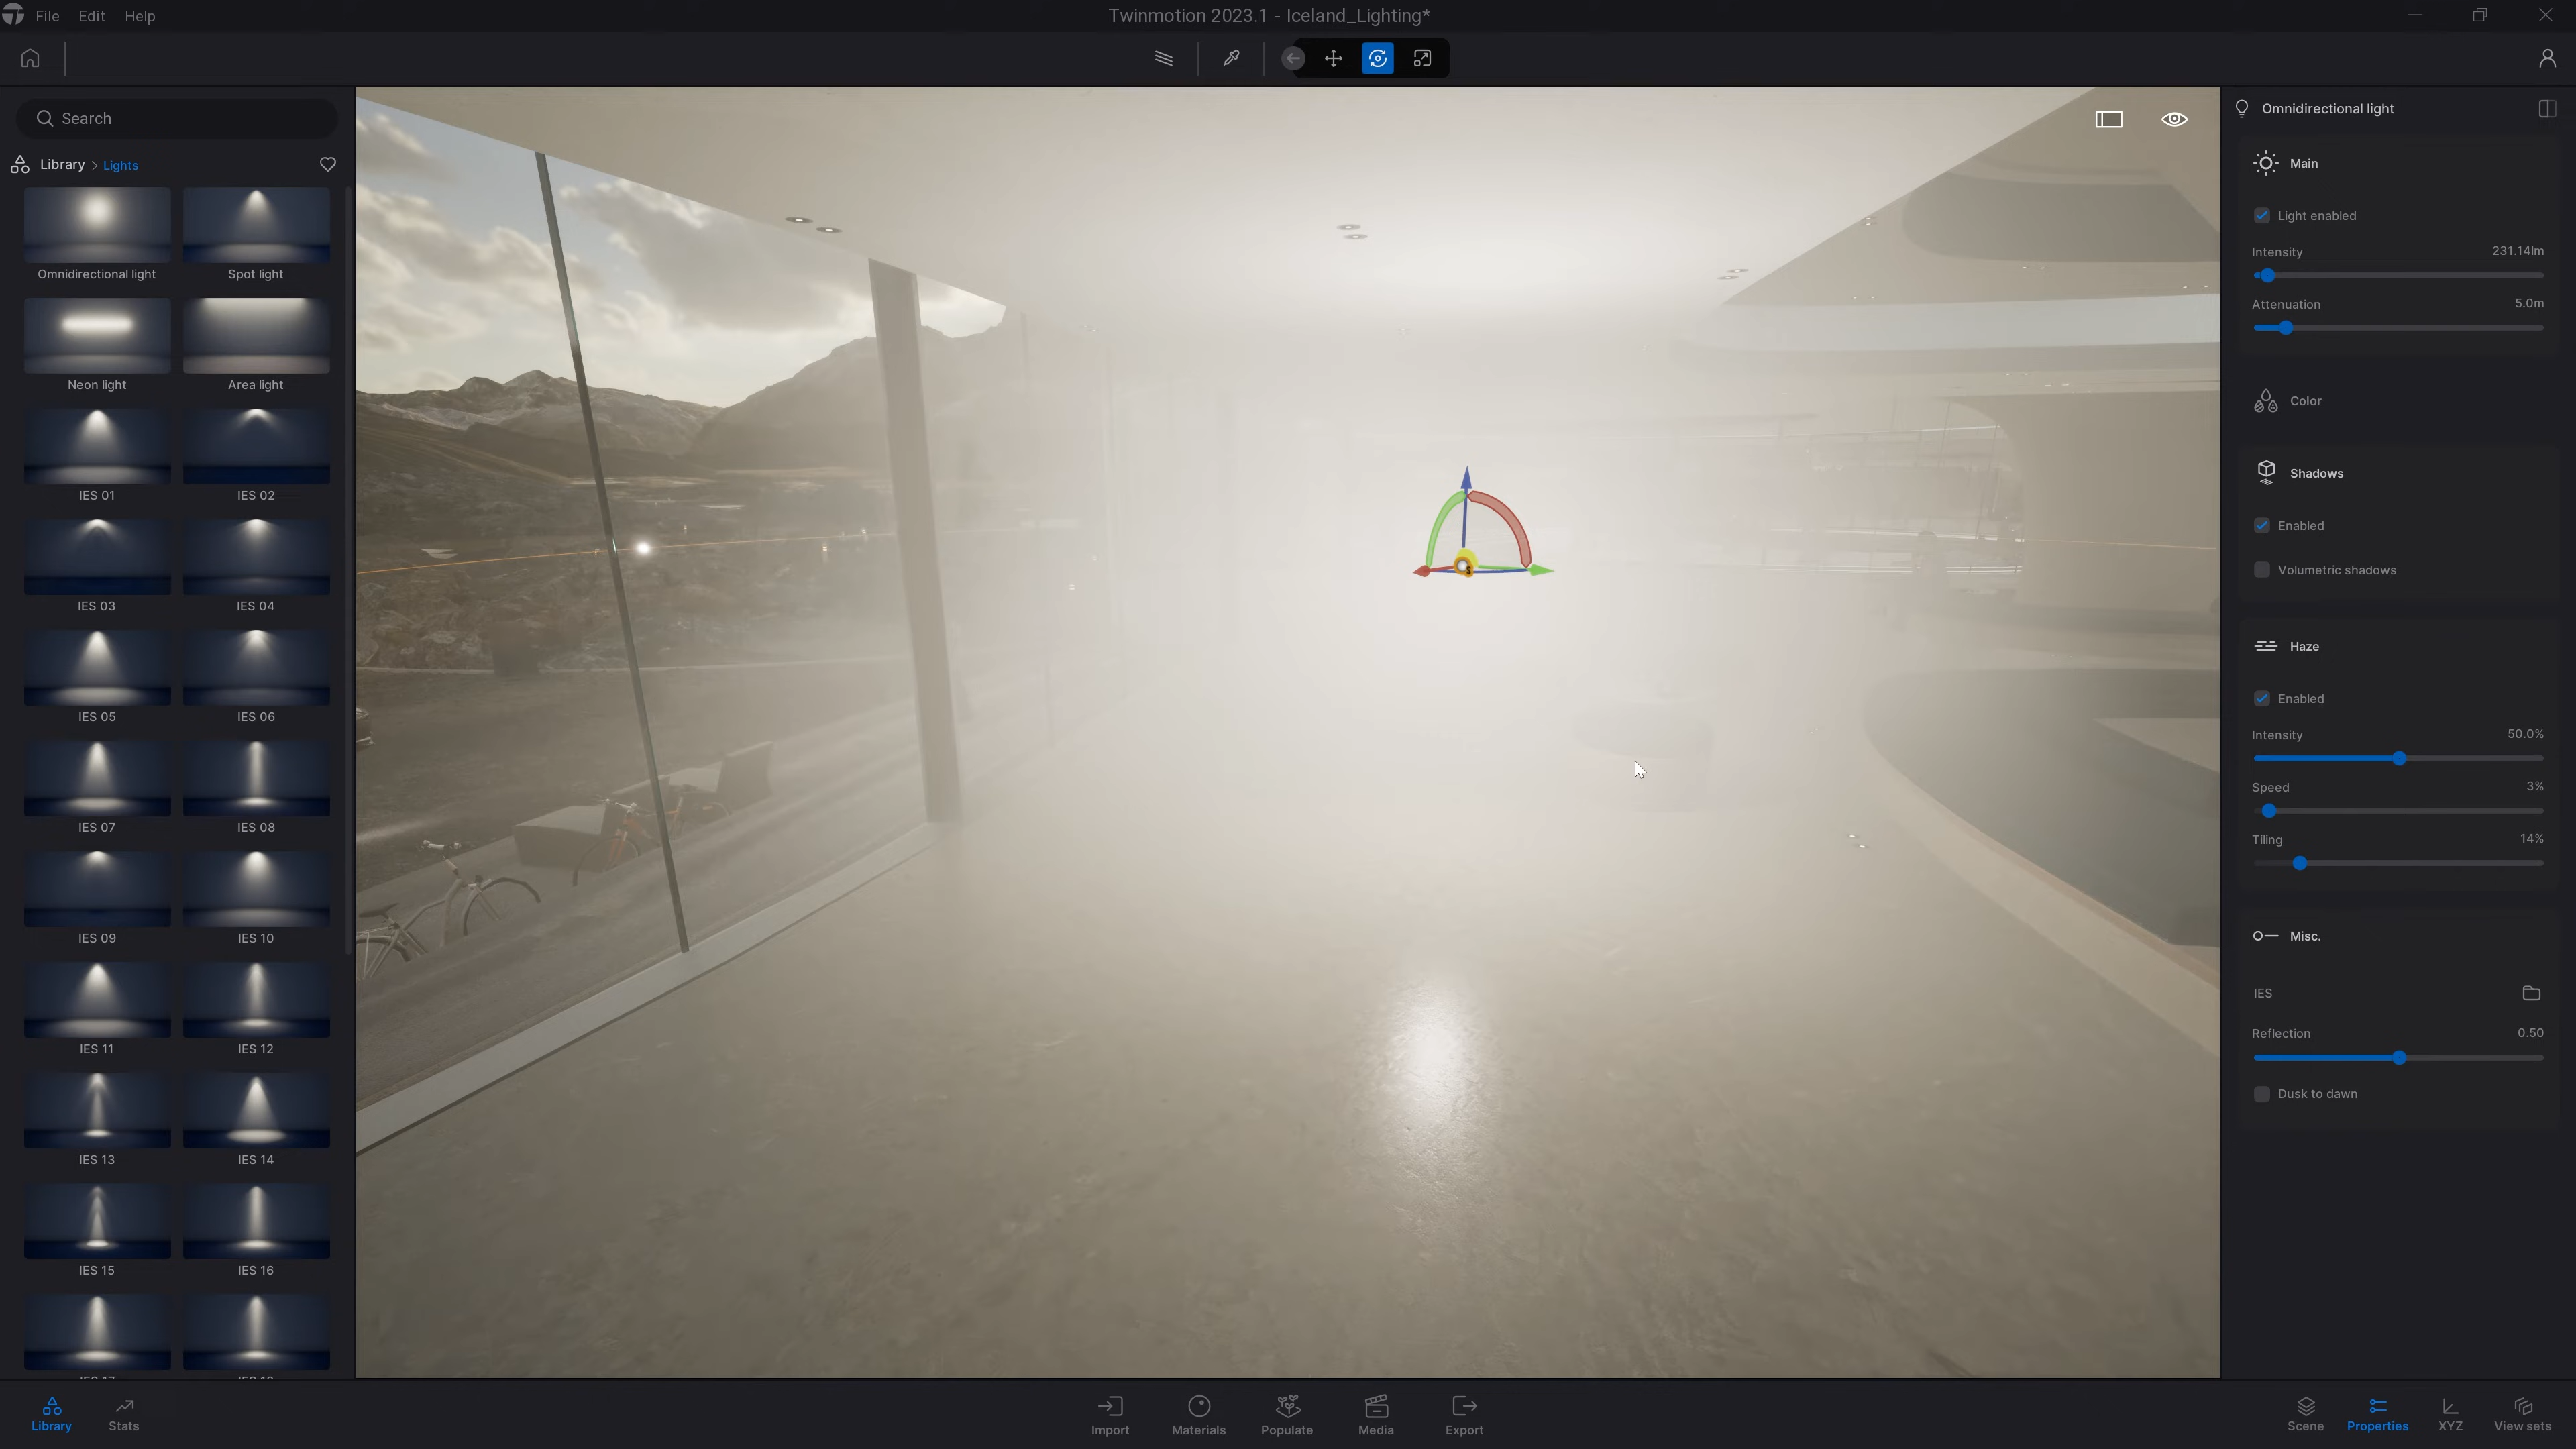 File Edit Help
Twinmotion 2023.1 - Iceland_Lighting*
Search
Library > Lights
Omnidirectional light
Spot light
Neon light
Area light
IES 01
IES 02
IES 03
IES 04
IES 05
IES 06
IES 07
IES 08
IES 09
IES 10
IES 11
IES 12
IES 13
IES 14
IES 15
IES 16
Omnidirectional light
Main
Light enabled
Intensity 231.14lm
Attenuation 5.0m
Color
Shadows
Enabled
Volumetric shadows
Haze
Enabled
Intensity 50.0%
Speed 3%
Tiling 14%
Misc.
IES
Reflection 0.50
Dusk to dawn
Library
Stats
Import
Materials
Populate
Media
Export
Scene
Properties
XYZ
View sets